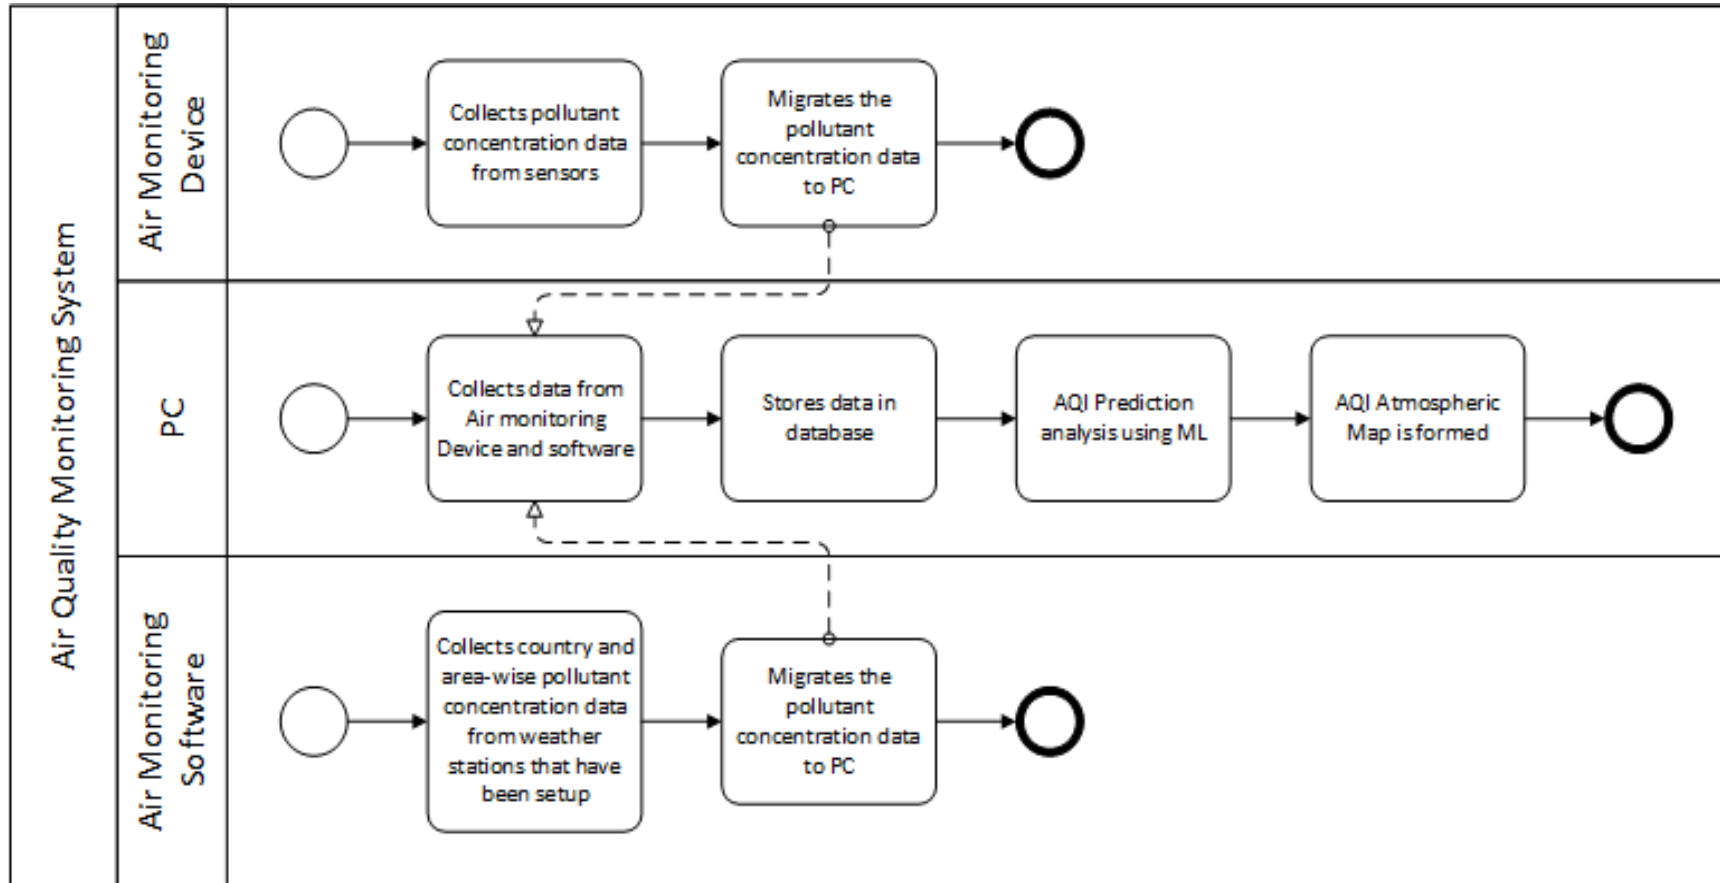 Air Quality Monitoring System
Air Monitoring
Device
Collects pollutant
concentration data
from sensors
Migrates the
pollutant
concentration data
to PC
PC
Collects data from
Air monitoring
Device and software
Stores data in
database
AQI Prediction
analysis using ML
AQI Atmospheric
Map is formed
Air Monitoring
Software
Collects country and
area-wise pollutant
concentration data
from weather
stations that have
been setup
Migrates the
pollutant
concentration data
to PC